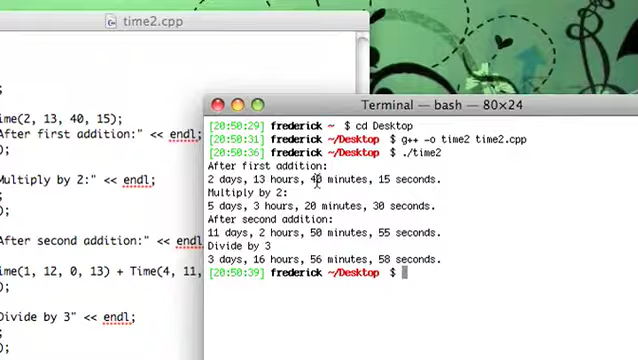 time2.cpp
;
ime(2, 13, 40, 15);
After first addition:" << endl;
);
Multiply by 2:" << endl;
);
After second addition:" << endl
ime(1, 12, 0, 13) + Time(4, 11,
);
Divide by 3" << endl;
);
Terminal — bash — 80×24
[20:50:29] frederick ~ $ cd Desktop
[20:50:31] frederick ~/Desktop $ g++ -o time2 time2.cpp
[20:50:36] frederick ~/Desktop $ ./time2
After first addition:
2 days, 13 hours, 40 minutes, 15 seconds.
Multiply by 2:
5 days, 3 hours, 20 minutes, 30 seconds.
After second addition:
11 days, 2 hours, 50 minutes, 55 seconds.
Divide by 3
3 days, 16 hours, 56 minutes, 58 seconds.
[20:50:39] frederick ~/Desktop $